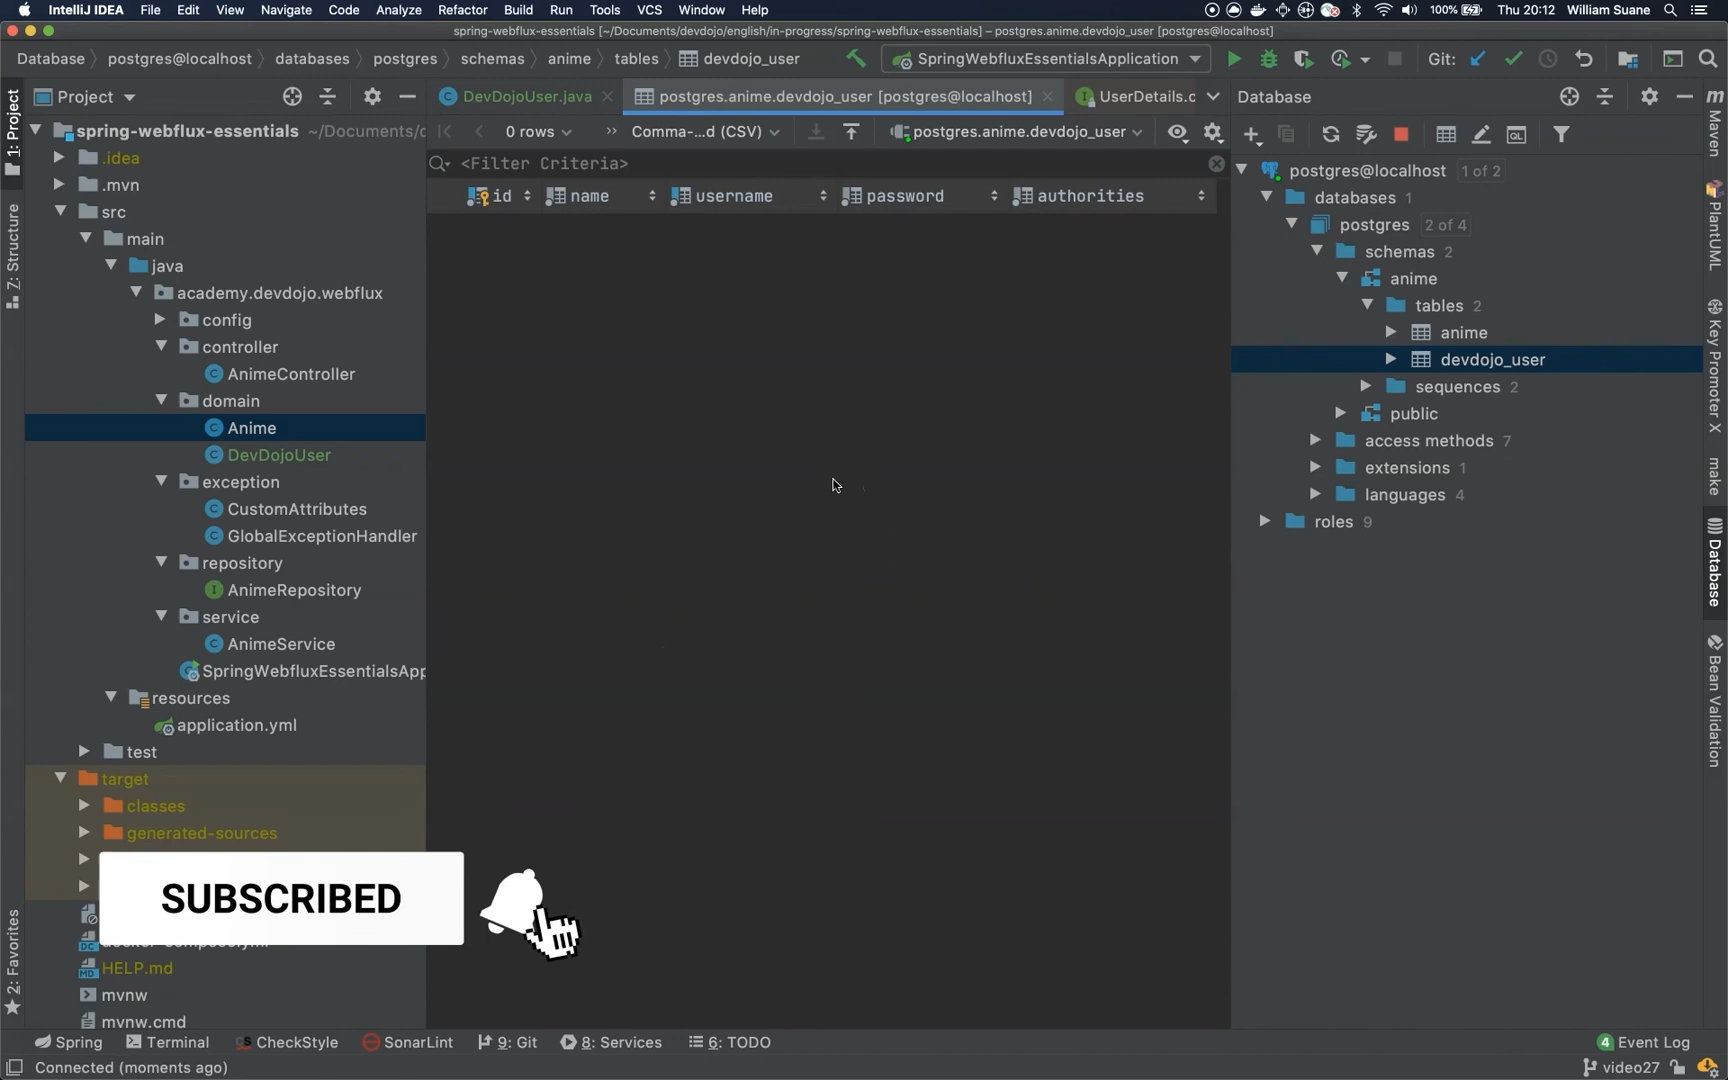 IntelliJ IDEA File Edit View Navigate Code Analyze Refactor Build Run Tools VCS Window Help 100% Thu 20:12 William Suane
spring-webflux-essentials [~/Documents/devdojo/english/in-progress/spring-webflux-essentials] – postgres.anime.devdojo_user [postgres@localhost]
Database postgres@localhost databases postgres schemas anime tables devdojo_user SpringWebfluxEssentialsApplication Git:
Project DevDojoUser.java postgres.anime.devdojo_user [postgres@localhost] UserDetails.c Database
spring-webflux-essentials ~/Documents/c 0 rows Comma-...d (CSV) postgres.anime.devdojo_user
<Filter Criteria>
id name username password authorities
.idea
.mvn
src
main
java
academy.devdojo.webflux
config
controller
AnimeController
domain
Anime
DevDojoUser
exception
CustomAttributes
GlobalExceptionHandler
repository
AnimeRepository
service
AnimeService
SpringWebfluxEssentialsApp
resources
application.yml
test
target
classes
generated-sources
SUBSCRIBED
HELP.md
mvnw
mvnw.cmd
postgres@localhost 1 of 2
databases 1
postgres 2 of 4
schemas 2
anime
tables 2
anime
devdojo_user
sequences 2
public
access methods 7
extensions 1
languages 4
roles 9
1: Project
7: Structure
2: Favorites
Maven
PlantUML
Key Promoter X
make
Database
Bean Validation
Spring Terminal CheckStyle SonarLint 9: Git 8: Services 6: TODO 4 Event Log
Connected (moments ago) video27